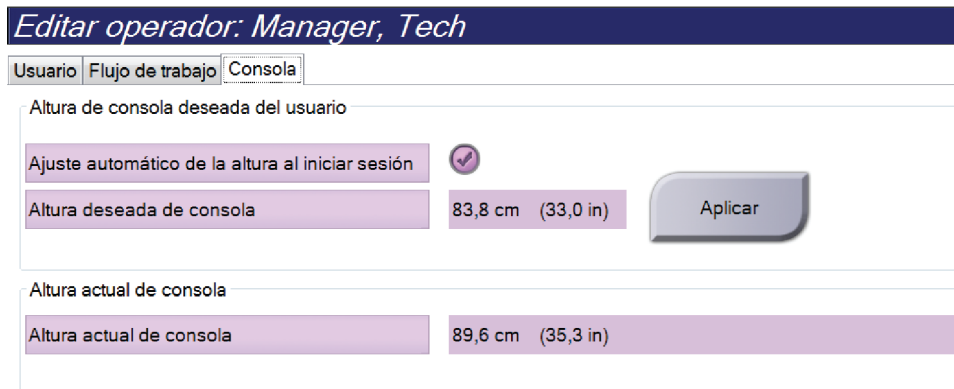 Editar operador: Manager, Tech
Usuario Flujo de trabajo Consola
Altura de consola deseada del usuario
Ajuste automático de la altura al iniciar sesión
Altura deseada de consola 83,8 cm (33,0 in) Aplicar
Altura actual de consola
Altura actual de consola 89,6 cm (35,3 in)